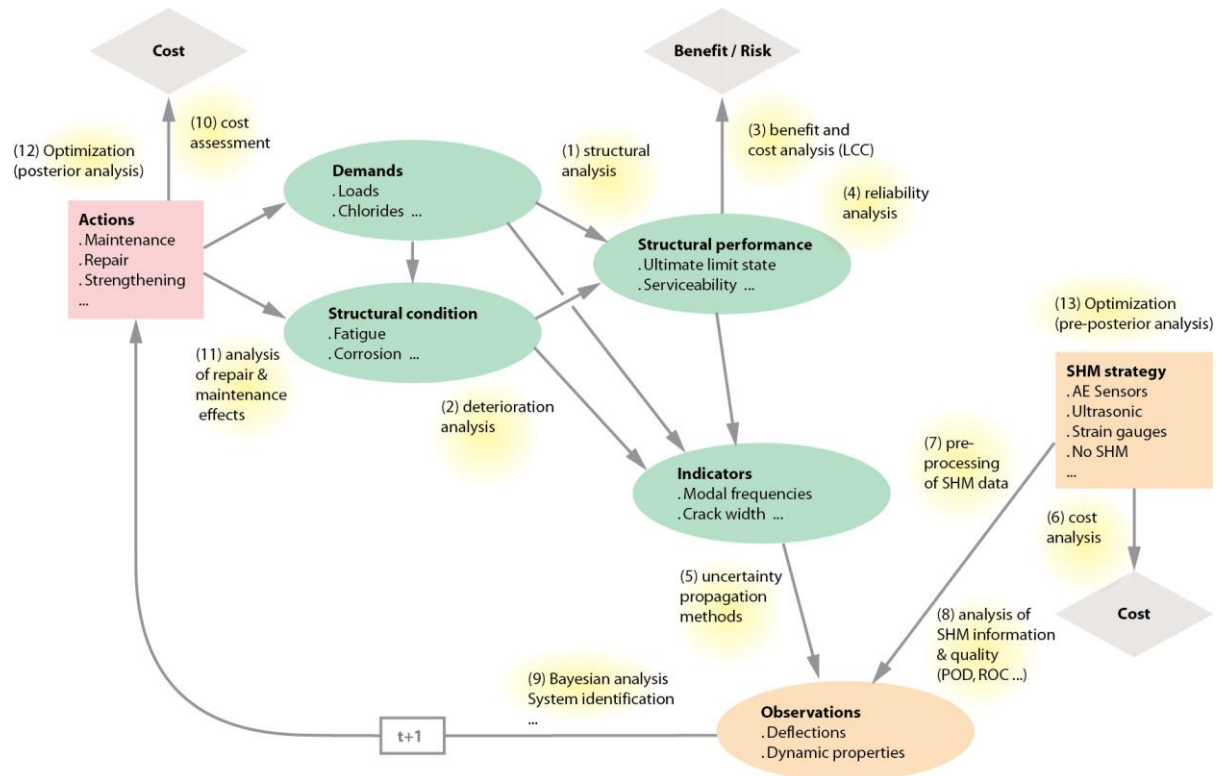 Cost
Benefit / Risk
(12) Optimization
(posterior analysis)
(10) cost
assessment
(1) structural
analysis
(3) benefit and
cost analysis (LCC)
(4) reliability
analysis
Demands
. Loads
. Chlorides ...
Actions
. Maintenance
. Repair
. Strengthening
...
Structural performance
. Ultimate limit state
. Serviceability ...
Structural condition
. Fatigue
. Corrosion ...
(13) Optimization
(pre-posterior analysis)
(11) analysis
of repair &
maintenance
effects
(2) deterioration
analysis
SHM strategy
. AE Sensors
. Ultrasonic
. Strain gauges
. No SHM
...
(7) pre-
processing
of SHM data
Indicators
. Modal frequencies
. Crack width ...
(6) cost
analysis
(5) uncertainty
propagation
methods
Cost
(8) analysis of
SHM information
& quality
(POD, ROC ...)
(9) Bayesian analysis
System identification
...
t+1
Observations
. Deflections
. Dynamic properties